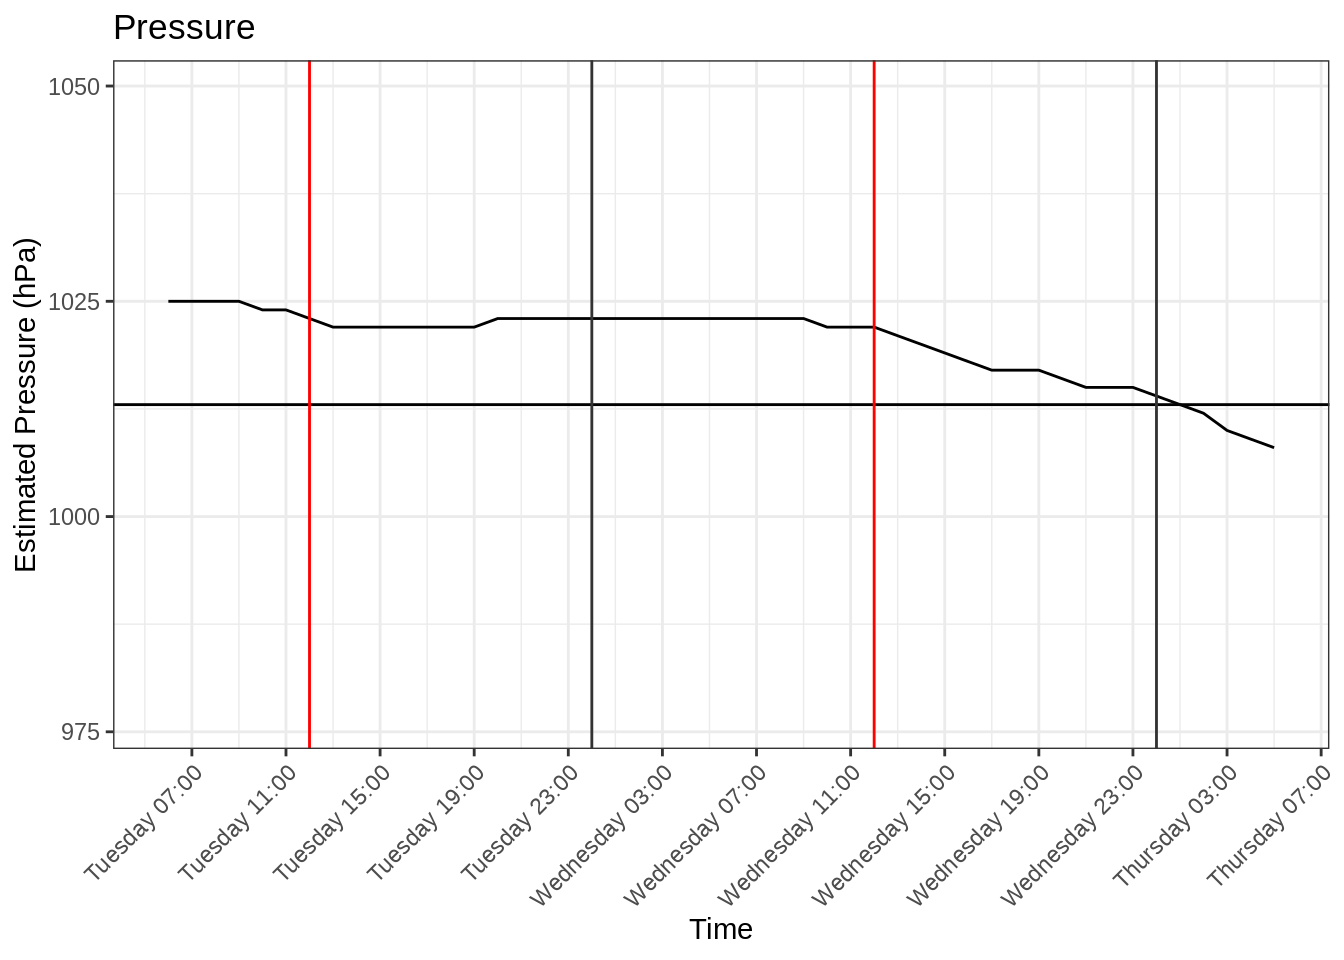 Pressure
Estimated Pressure (hPa)
1050
1025
1000
975
Tuesday 07:00
Tuesday 11:00
Tuesday 15:00
Tuesday 19:00
Tuesday 23:00
Wednesday 03:00
Wednesday 07:00
Wednesday 11:00
Wednesday 15:00
Wednesday 19:00
Wednesday 23:00
Thursday 03:00
Thursday 07:00
Time